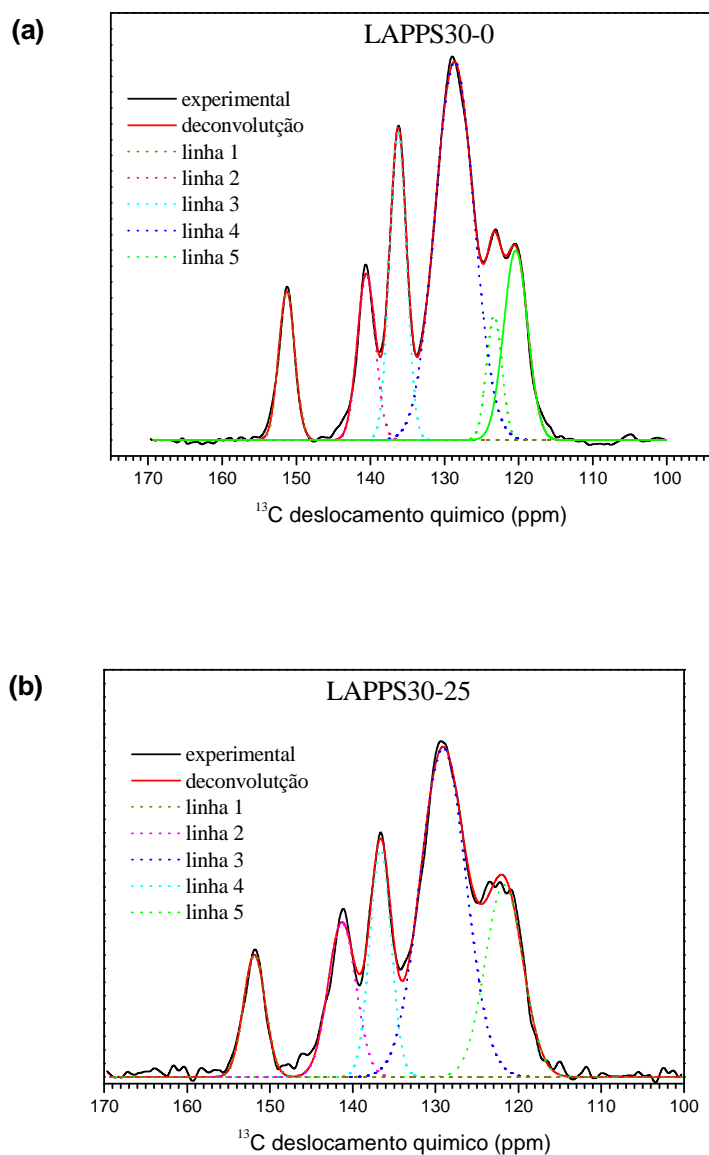 (a)
LAPPS30-0
experimental
deconvolutção
linha 1
linha 2
linha 3
linha 4
linha 5
170 160 150 140 130 120 110 100
¹³C deslocamento quimico (ppm)
(b)
LAPPS30-25
experimental
deconvolutção
linha 1
linha 2
linha 3
linha 4
linha 5
170 160 150 140 130 120 110 100
¹³C deslocamento quimico (ppm)